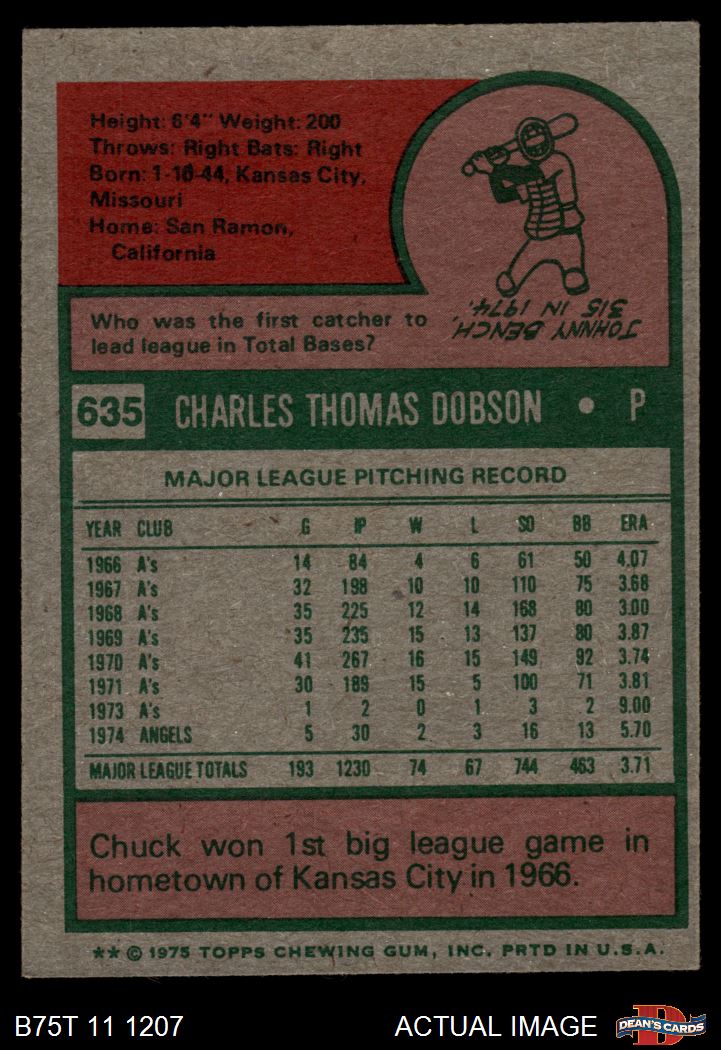 Height: 6'4" Weight: 200
Throws: Right Bats: Right
Born: 1-10-44, Kansas City,
Missouri
Home: San Ramon,
California
Who was the first catcher to
lead league in Total Bases?
JOHNNY BENCH,
315 IN 1974.
635 CHARLES THOMAS DOBSON • P
MAJOR LEAGUE PITCHING RECORD
YEAR CLUB G IP W L SO BB ERA
1966 A's 14 84 4 6 61 50 4.07
1967 A's 32 198 10 10 110 75 3.68
1968 A's 35 225 12 14 168 80 3.00
1969 A's 35 235 15 13 137 80 3.87
1970 A's 41 267 16 15 149 92 3.74
1971 A's 30 189 15 5 100 71 3.81
1973 A's 1 2 0 1 3 2 9.00
1974 ANGELS 5 30 2 3 16 13 5.70
MAJOR LEAGUE TOTALS 193 1230 74 67 744 463 3.71
Chuck won 1st big league game in
hometown of Kansas City in 1966.
** © 1975 TOPPS CHEWING GUM, INC. PRTD IN U.S.A.
B75T 11 1207 ACTUAL IMAGE D DEAN'S CARDS